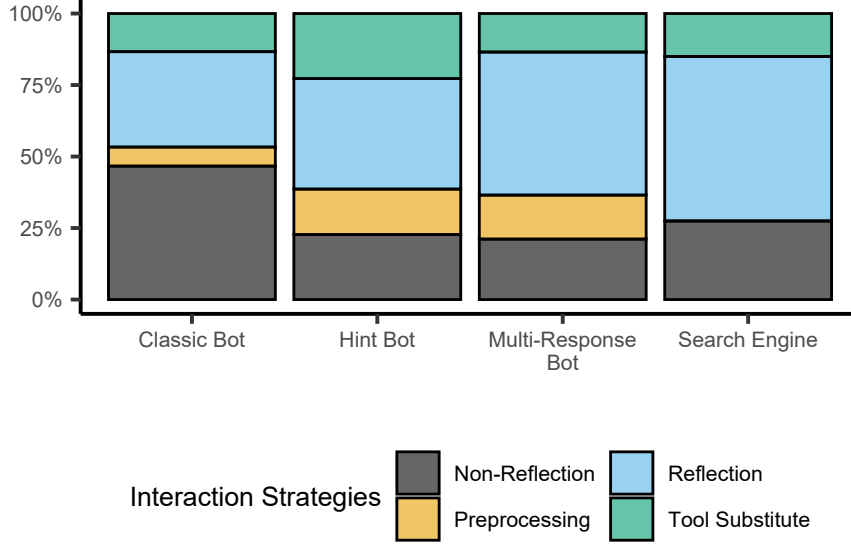 100%
75%
50%
25%
0%
Classic Bot
Hint Bot
Multi-Response
Bot
Search Engine
Interaction Strategies
Non-Reflection
Reflection
Preprocessing
Tool Substitute